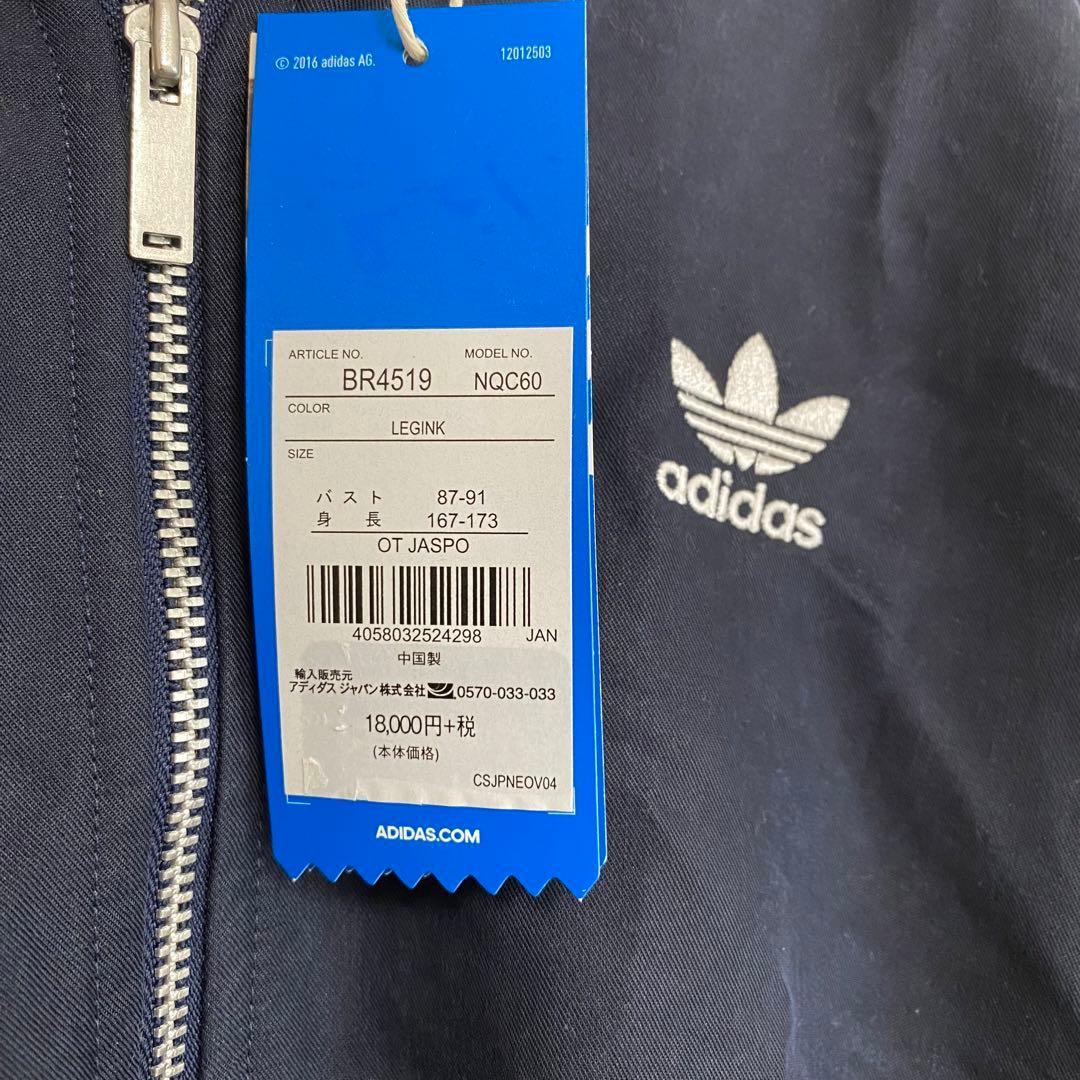 © 2016 adidas AG.
12012503
ARTICLE NO. MODEL NO.
BR4519 NQC60
COLOR
LEGINK
SIZE
バスト 87-91
身長 167-173
OT JASPO
4058032524298 JAN
中国製
輸入販売元
アディダス ジャパン株式会社 0570-033-033
18,000円+税
(本体価格)
CSJPNEOV04
ADIDAS.COM
adidas